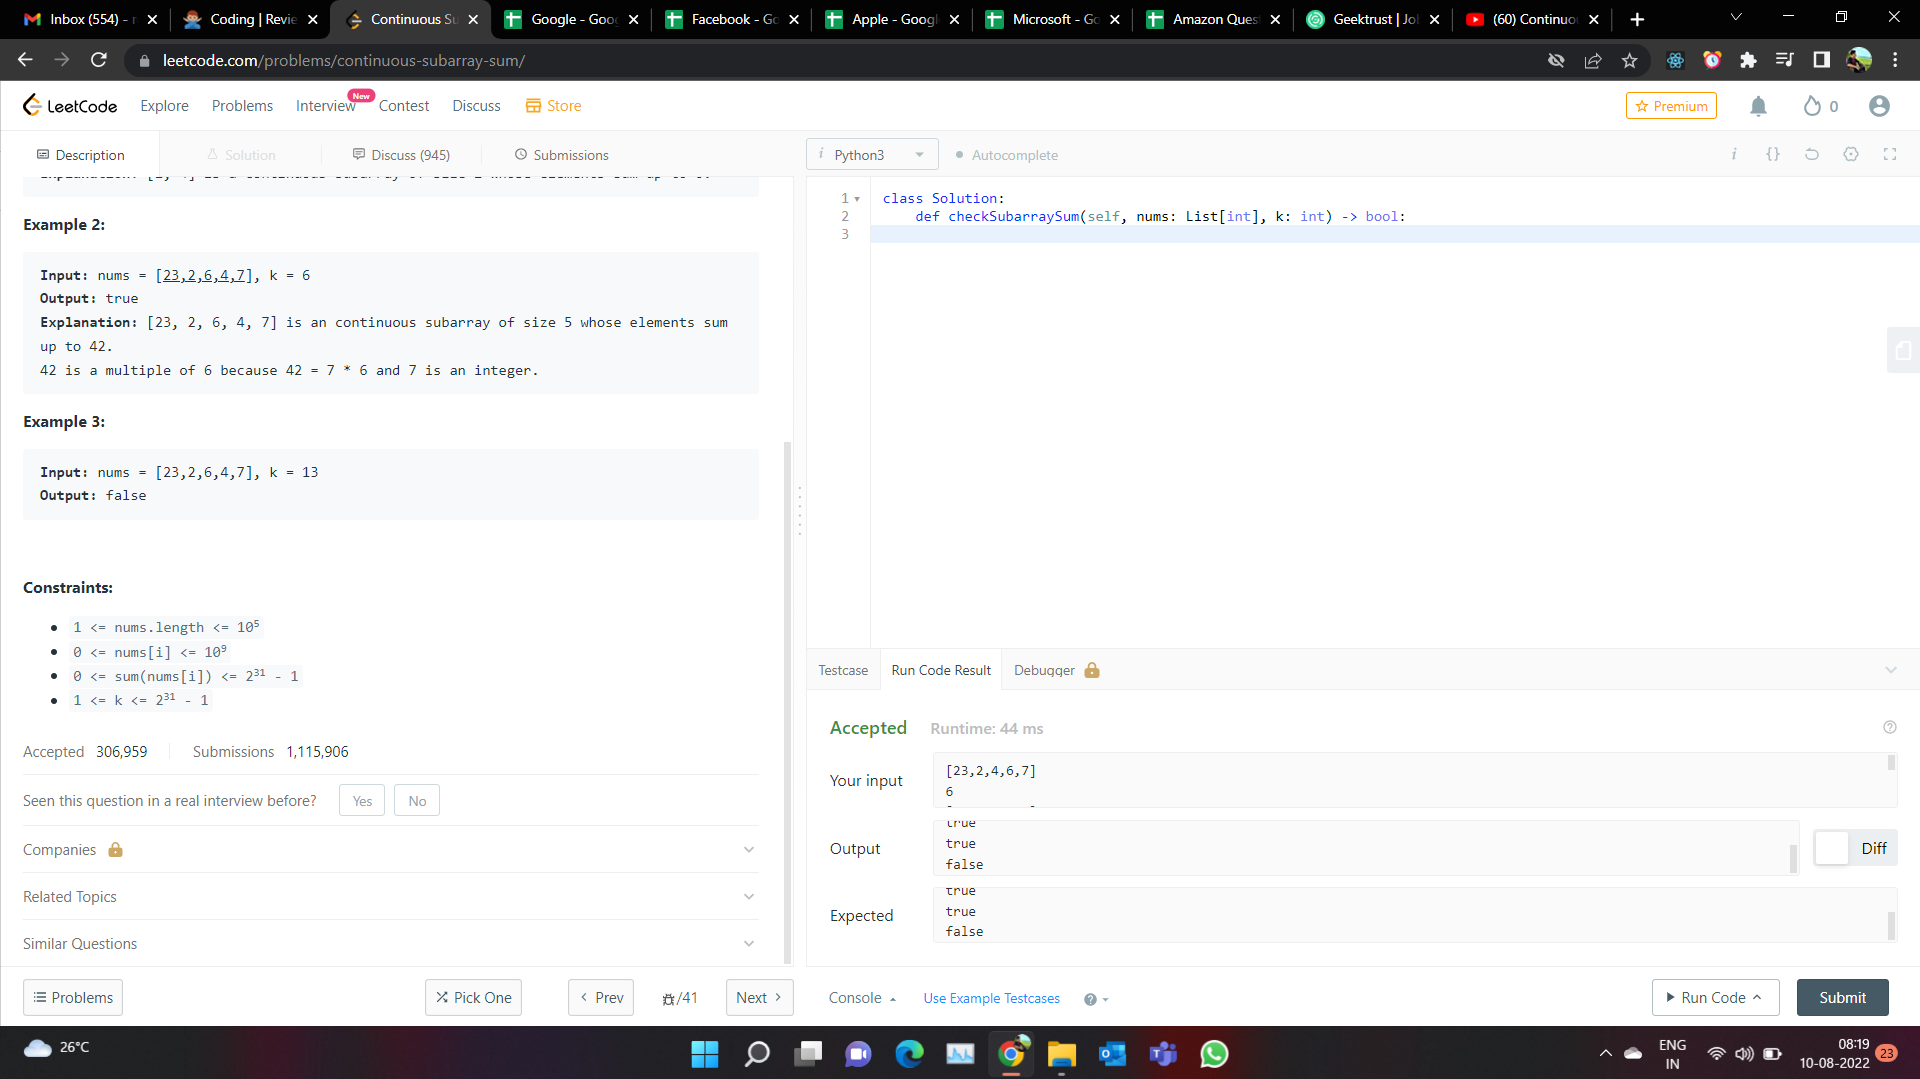 Inbox (554) -
Coding | Revie
Continuous Su
Google - Goog
Facebook - Go
Apple - Googl
Microsoft - Go
Amazon Ques
Geektrust | Jo
(60) Continuo
leetcode.com/problems/continuous-subarray-sum/
LeetCode
Explore
Problems
Interview
New
Contest
Discuss
Store
Premium
0
Description
Solution
Discuss (945)
Submissions
i Python3
Autocomplete
i
{}
Example 2:
Input: nums = [23,2,6,4,7], k = 6
Output: true
Explanation: [23, 2, 6, 4, 7] is an continuous subarray of size 5 whose elements sum
up to 42.
42 is a multiple of 6 because 42 = 7 * 6 and 7 is an integer.
Example 3:
Input: nums = [23,2,6,4,7], k = 13
Output: false
Constraints:
1 <= nums.length <= 10⁵
0 <= nums[i] <= 10⁹
0 <= sum(nums[i]) <= 2³¹ - 1
1 <= k <= 2³¹ - 1
Accepted 306,959
Submissions 1,115,906
Seen this question in a real interview before?
Yes
No
Companies
Related Topics
Similar Questions
1 class Solution:
2     def checkSubarraySum(self, nums: List[int], k: int) -> bool:
3
Testcase
Run Code Result
Debugger
Accepted
Runtime: 44 ms
Your input
[23,2,4,6,7]
6
Output
true
true
false
Diff
Expected
true
true
false
Problems
Pick One
Prev
/41
Next
Console
Use Example Testcases
Run Code
Submit
26°C
ENG
IN
08:19
10-08-2022
23